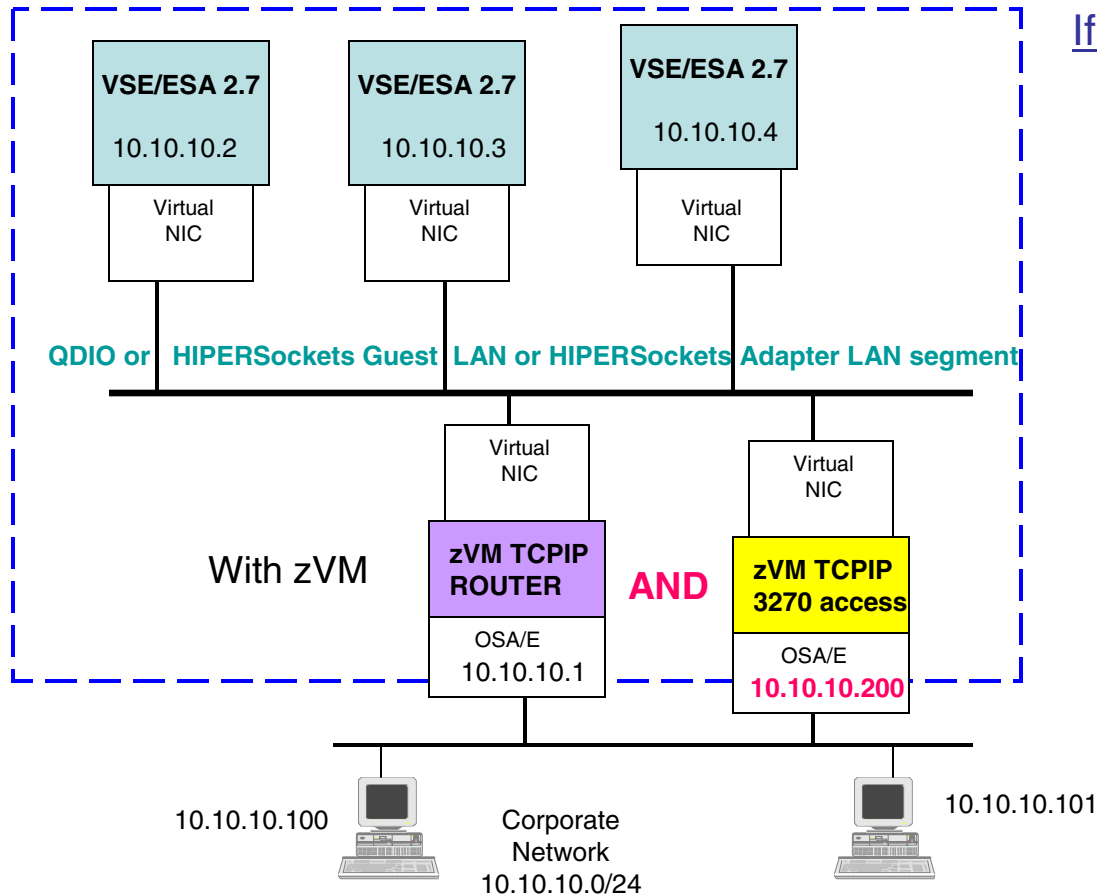 If
VSE/ESA 2.7
10.10.10.2
VSE/ESA 2.7
10.10.10.3
VSE/ESA 2.7
10.10.10.4
Virtual
NIC
Virtual
NIC
Virtual
NIC
QDIO or HIPERSockets Guest LAN or HIPERSockets Adapter LAN segment
Virtual
NIC
Virtual
NIC
With zVM
zVM TCPIP
ROUTER
AND
zVM TCPIP
3270 access
OSA/E
10.10.10.1
OSA/E
10.10.10.200
10.10.10.100
Corporate
Network
10.10.10.0/24
10.10.10.101